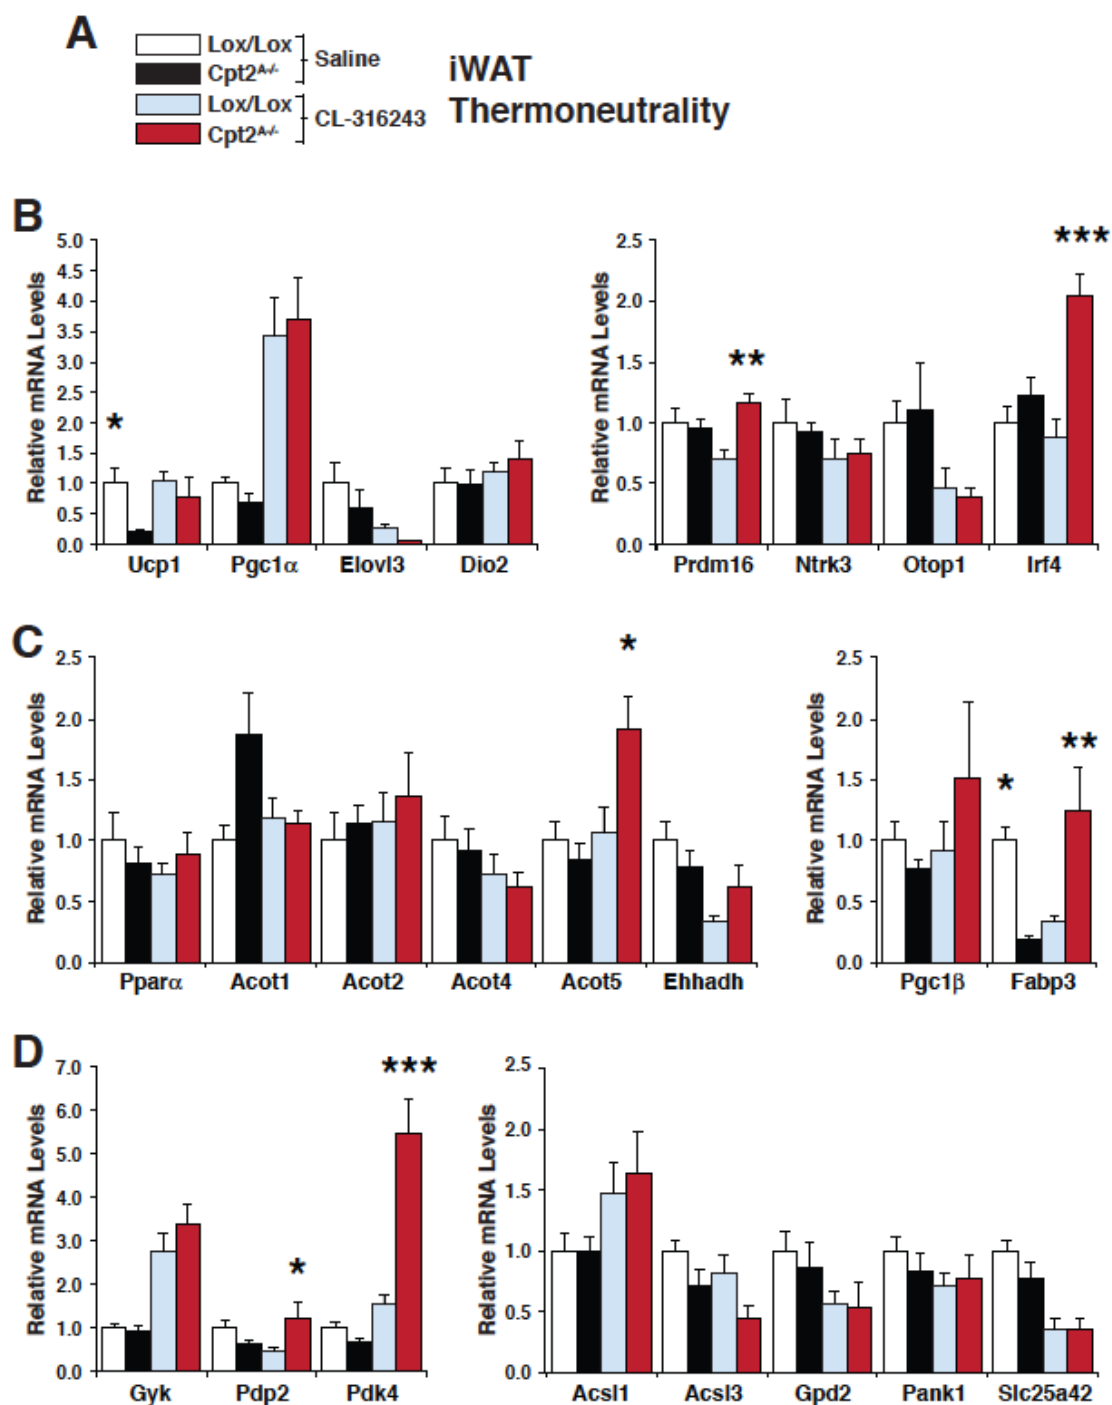 A
Lox/Lox
Cpt2A-/-
Saline
Lox/Lox
Cpt2A-/-
CL-316243
iWAT
Thermoneutrality
B
Relative mRNA Levels
5.0
4.5
4.0
3.5
3.0
2.5
2.0
1.5
1.0
0.5
0.0
*
Ucp1 Pgc1α Elovl3 Dio2
Relative mRNA Levels
2.5
2.0
1.5
1.0
0.5
0.0
**
***
Prdm16 Ntrk3 Otop1 Irf4
C
Relative mRNA Levels
2.5
2.0
1.5
1.0
0.5
0.0
*
Pparα Acot1 Acot2 Acot4 Acot5 Ehhadh
Relative mRNA Levels
2.5
2.0
1.5
1.0
0.5
0.0
*
**
Pgc1β Fabp3
D
Relative mRNA Levels
7.0
6.0
5.0
4.0
3.0
2.0
1.0
0.0
*
***
Gyk Pdp2 Pdk4
Relative mRNA Levels
2.5
2.0
1.5
1.0
0.5
0.0
Acsl1 Acsl3 Gpd2 Pank1 Slc25a42